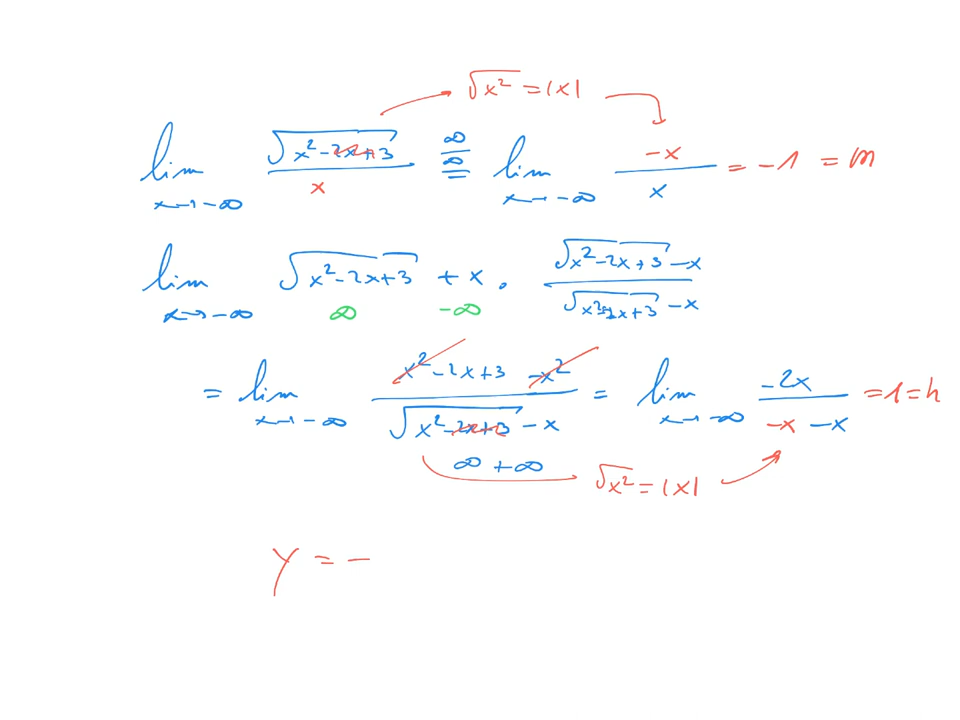 √x² = |x|
lim x→-∞ √(x²-2x+3) / x =^(∞/∞) lim x→-∞ -x / x = -1 = m
lim x→-∞ √(x²-2x+3) + x . (√(x²-2x+3) - x) / (√(x²-2x+3) - x)
∞ -∞
= lim x→-∞ (x²-2x+3 -x²) / (√(x²-2x+3) - x) = lim x→-∞ -2x / (-x -x) = 1 = h
∞ + ∞
√x² = |x|
y = -